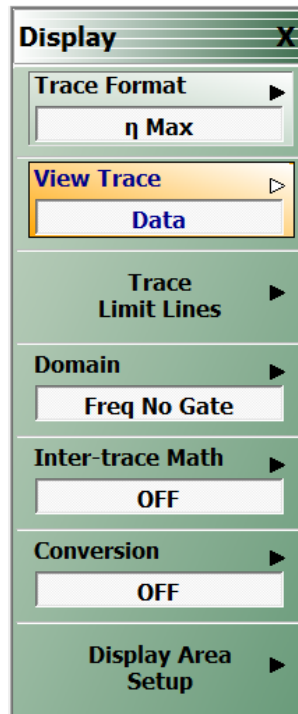 Display X
Trace Format
η Max
View Trace
Data
Trace
Limit Lines
Domain
Freq No Gate
Inter-trace Math
OFF
Conversion
OFF
Display Area
Setup